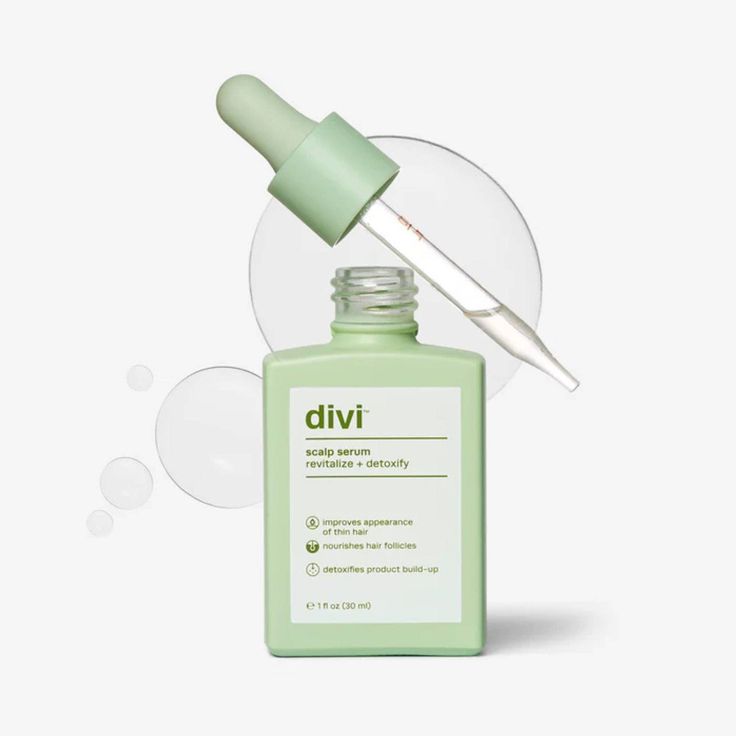 divi™
scalp serum
revitalize + detoxify
improves appearance
of thin hair
nourishes hair follicles
detoxifies product build-up
℮ 1 fl oz (30 ml)